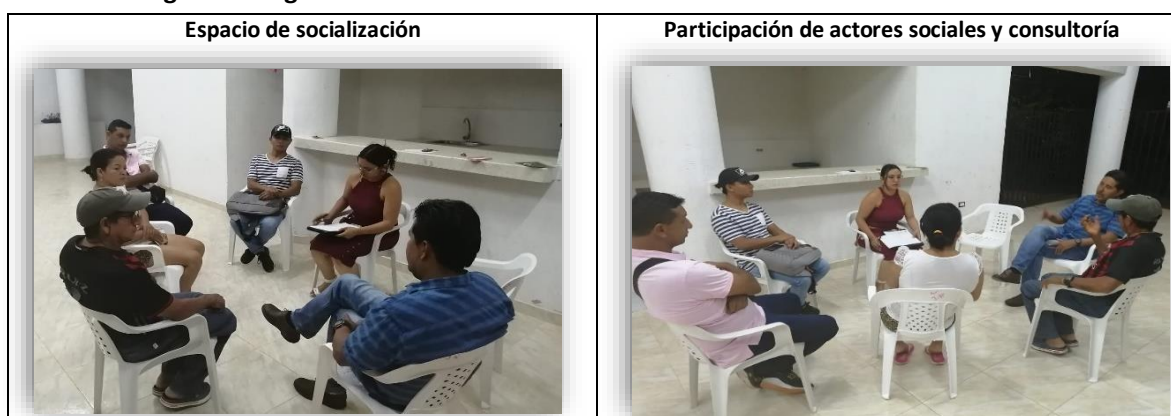 Espacio de socialización
Participación de actores sociales y consultoría